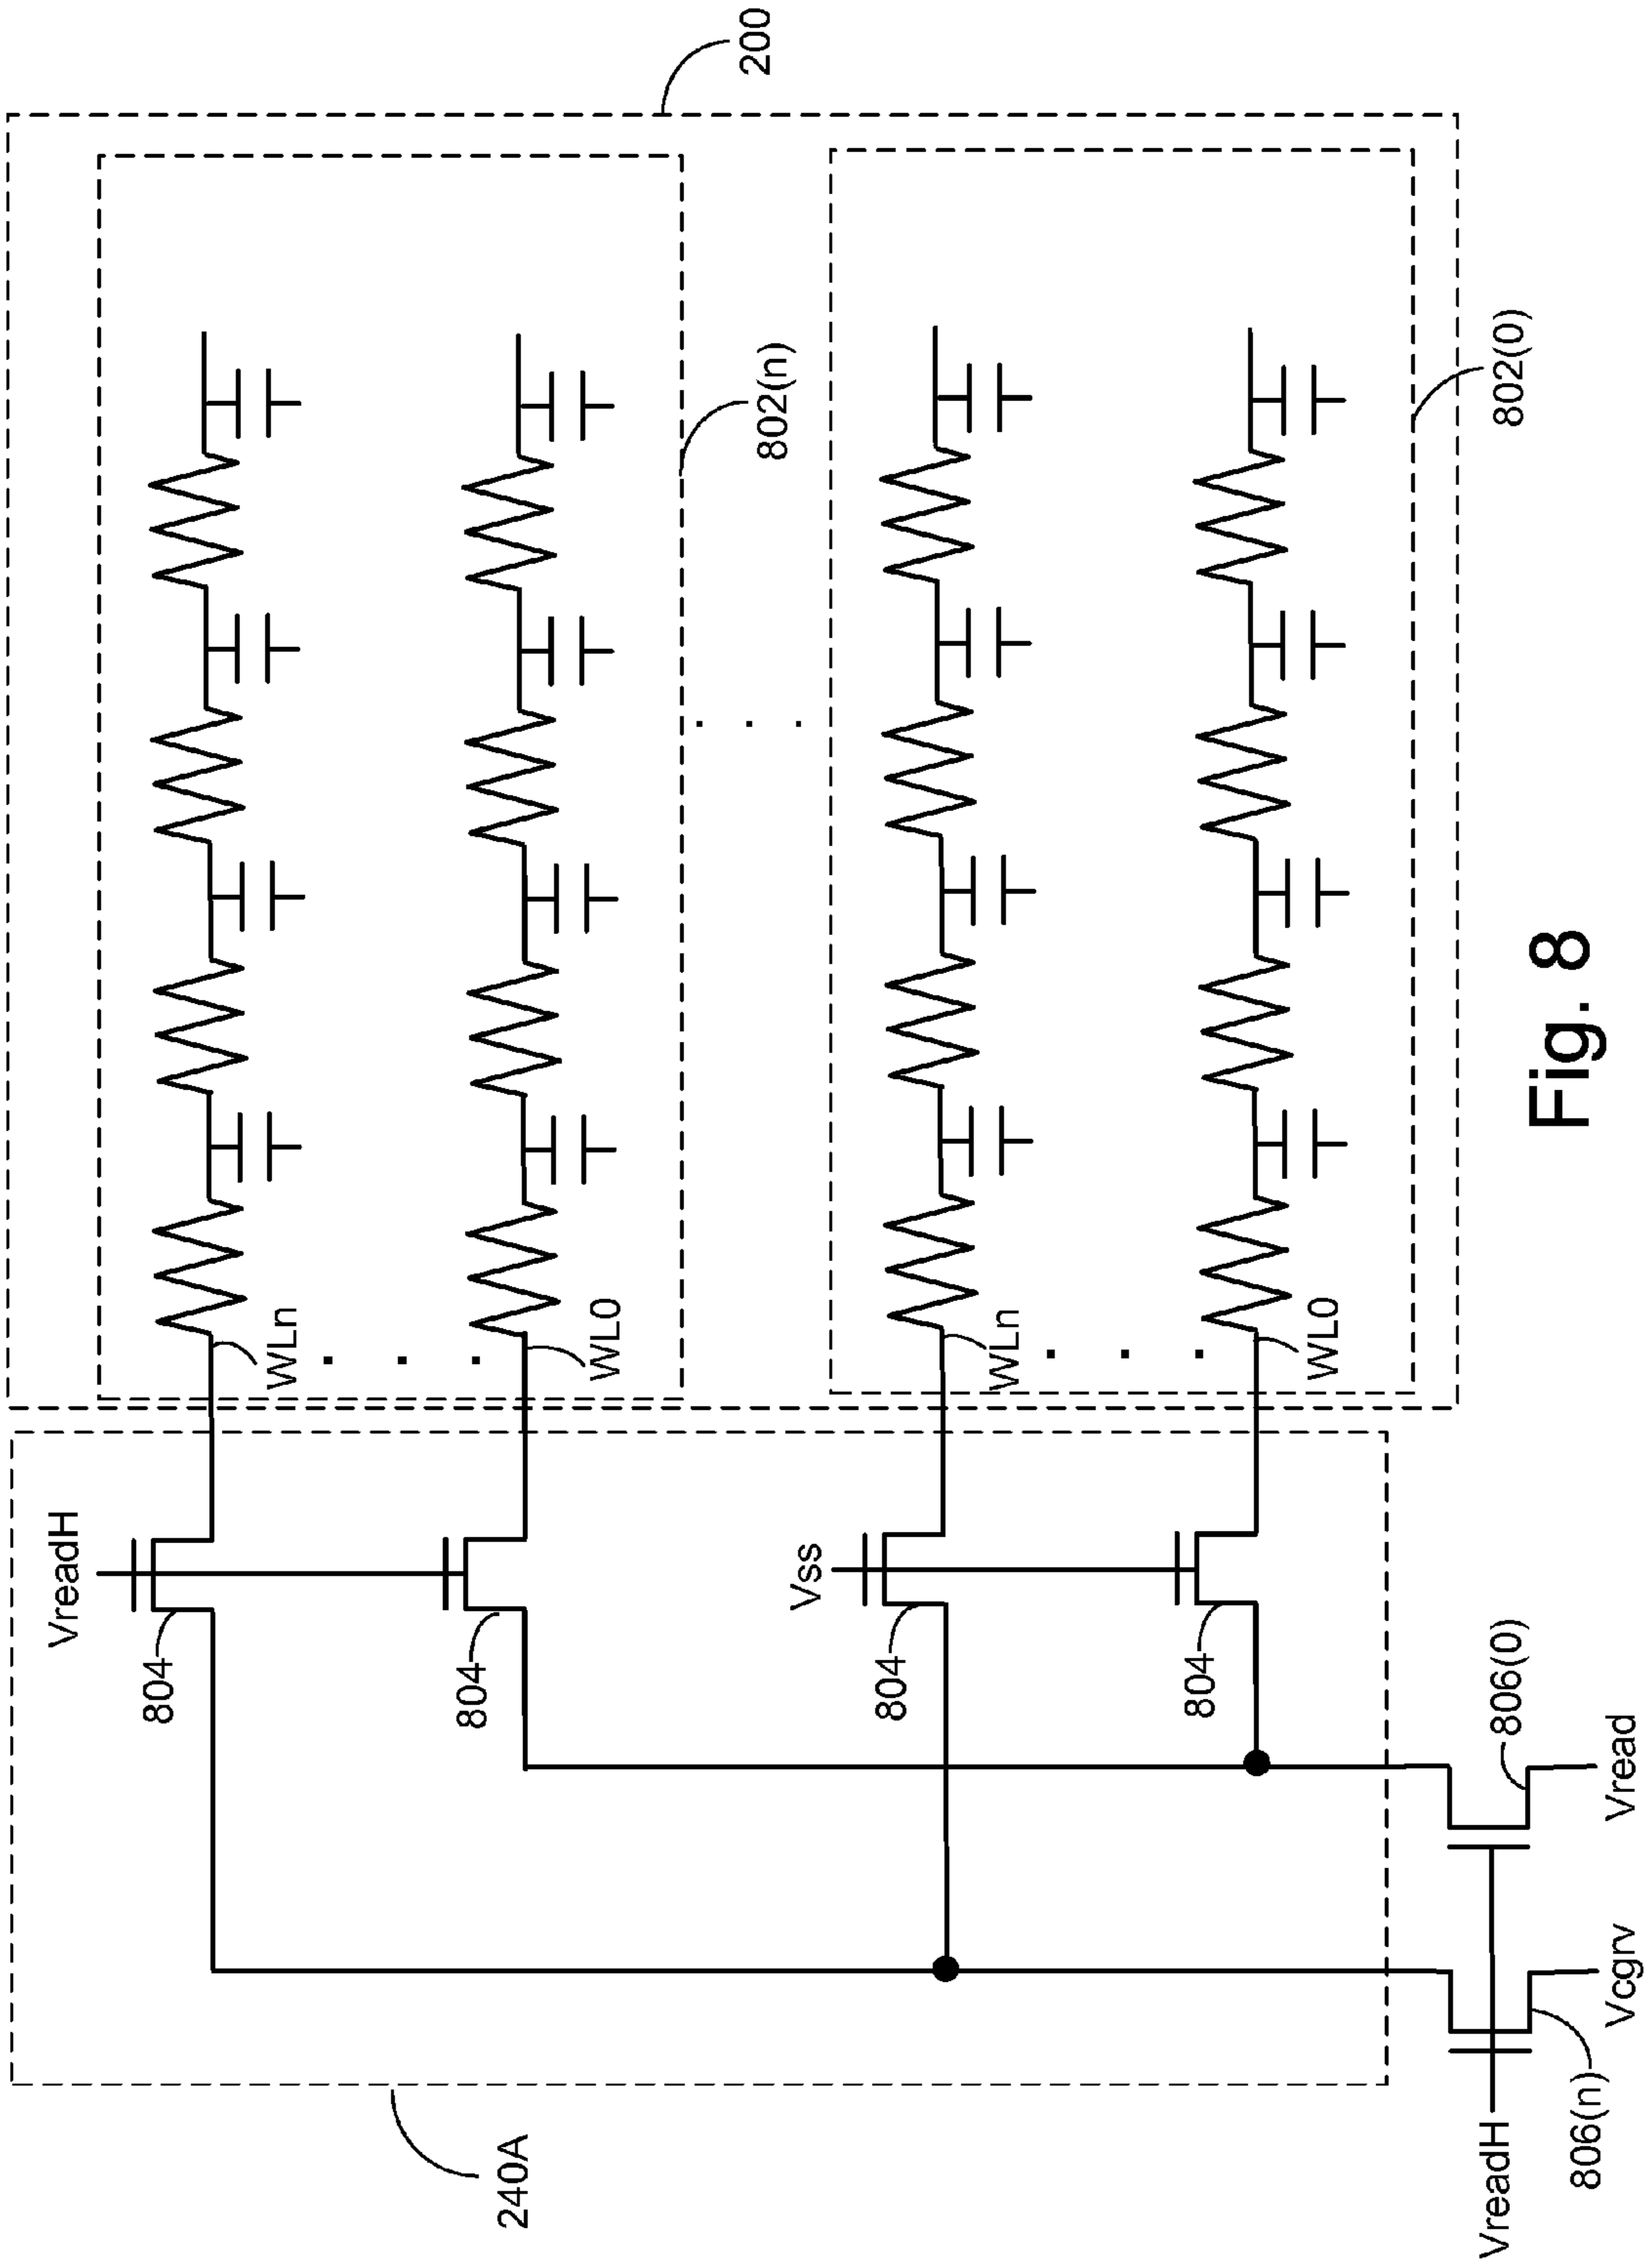 200
802(n)
802(0)
WLn
WL0
WLn
WL0
VreadH
Vss
804
804
804
804
806(0)
Vread
Vcgrv
806(n)
VreadH
240A
Fig. 8